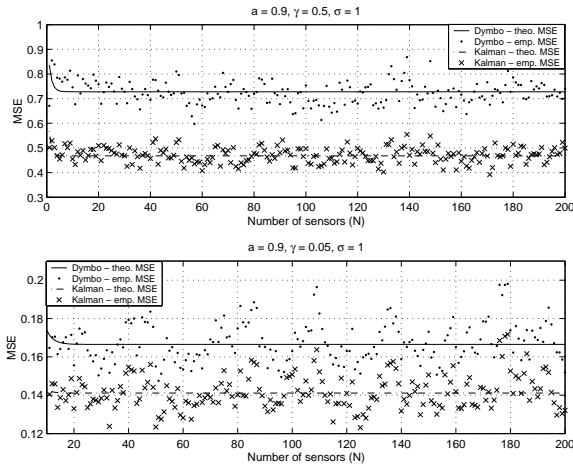 a = 0.9, γ = 0.5, σ = 1
1
0.9
0.8
0.7
0.6
0.5
0.4
0.3
MSE
Dymbo – theo. MSE
Dymbo – emp. MSE
Kalman – theo. MSE
Kalman – emp. MSE
0 20 40 60 80 100 120 140 160 180 200
Number of sensors (N)
a = 0.9, γ = 0.05, σ = 1
0.2
0.18
0.16
0.14
0.12
MSE
Dymbo – theo. MSE
Dymbo – emp. MSE
Kalman – theo. MSE
Kalman – emp. MSE
20 40 60 80 100 120 140 160 180 200
Number of sensors (N)